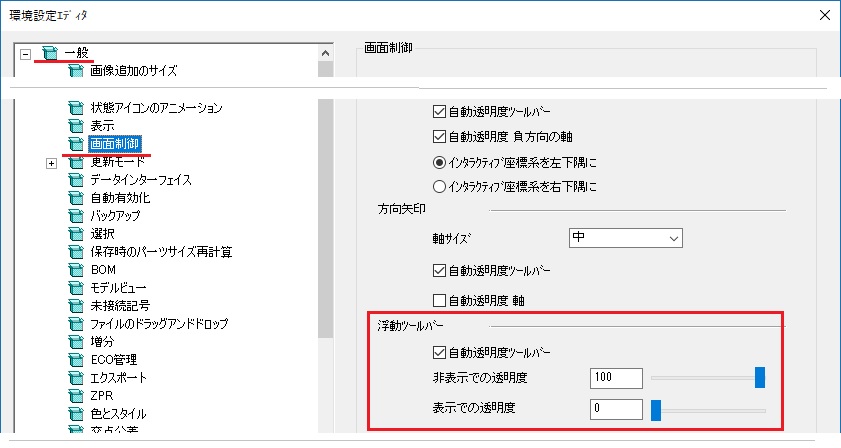 環境設定ｴﾃﾞｨﾀ
一般
画像追加のサイズ
状態アイコンのアニメーション
表示
画面制御
更新モード
データインターフェイス
自動有効化
バックアップ
選択
保存時のパーツサイズ再計算
BOM
モデルビュー
未接続記号
ファイルのドラッグアンドドロップ
増分
ECO管理
エクスポート
ZPR
色とスタイル
交点公差
画面制御
自動透明度ツールバー
自動透明度 負方向の軸
ｲﾝﾀﾗｸﾃｨﾌﾞ座標系を左下隅に
ｲﾝﾀﾗｸﾃｨﾌﾞ座標系を右下隅に
方向矢印
軸ｻｲｽﾞ 中
自動透明度ツールバー
自動透明度 軸
浮動ツールバー
自動透明度ツールバー
非表示での透明度 100
表示での透明度 0